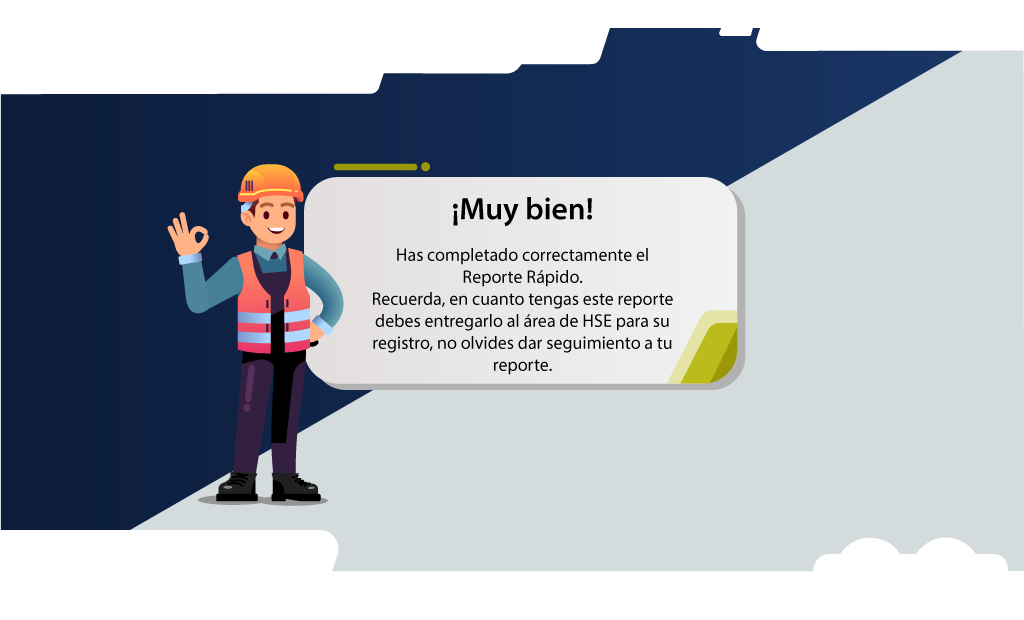 ¡Muy bien!
Has completado correctamente el
Reporte Rápido.
Recuerda, en cuanto tengas este reporte
debes entregarlo al área de HSE para su
registro, no olvides dar seguimiento a tu
reporte.